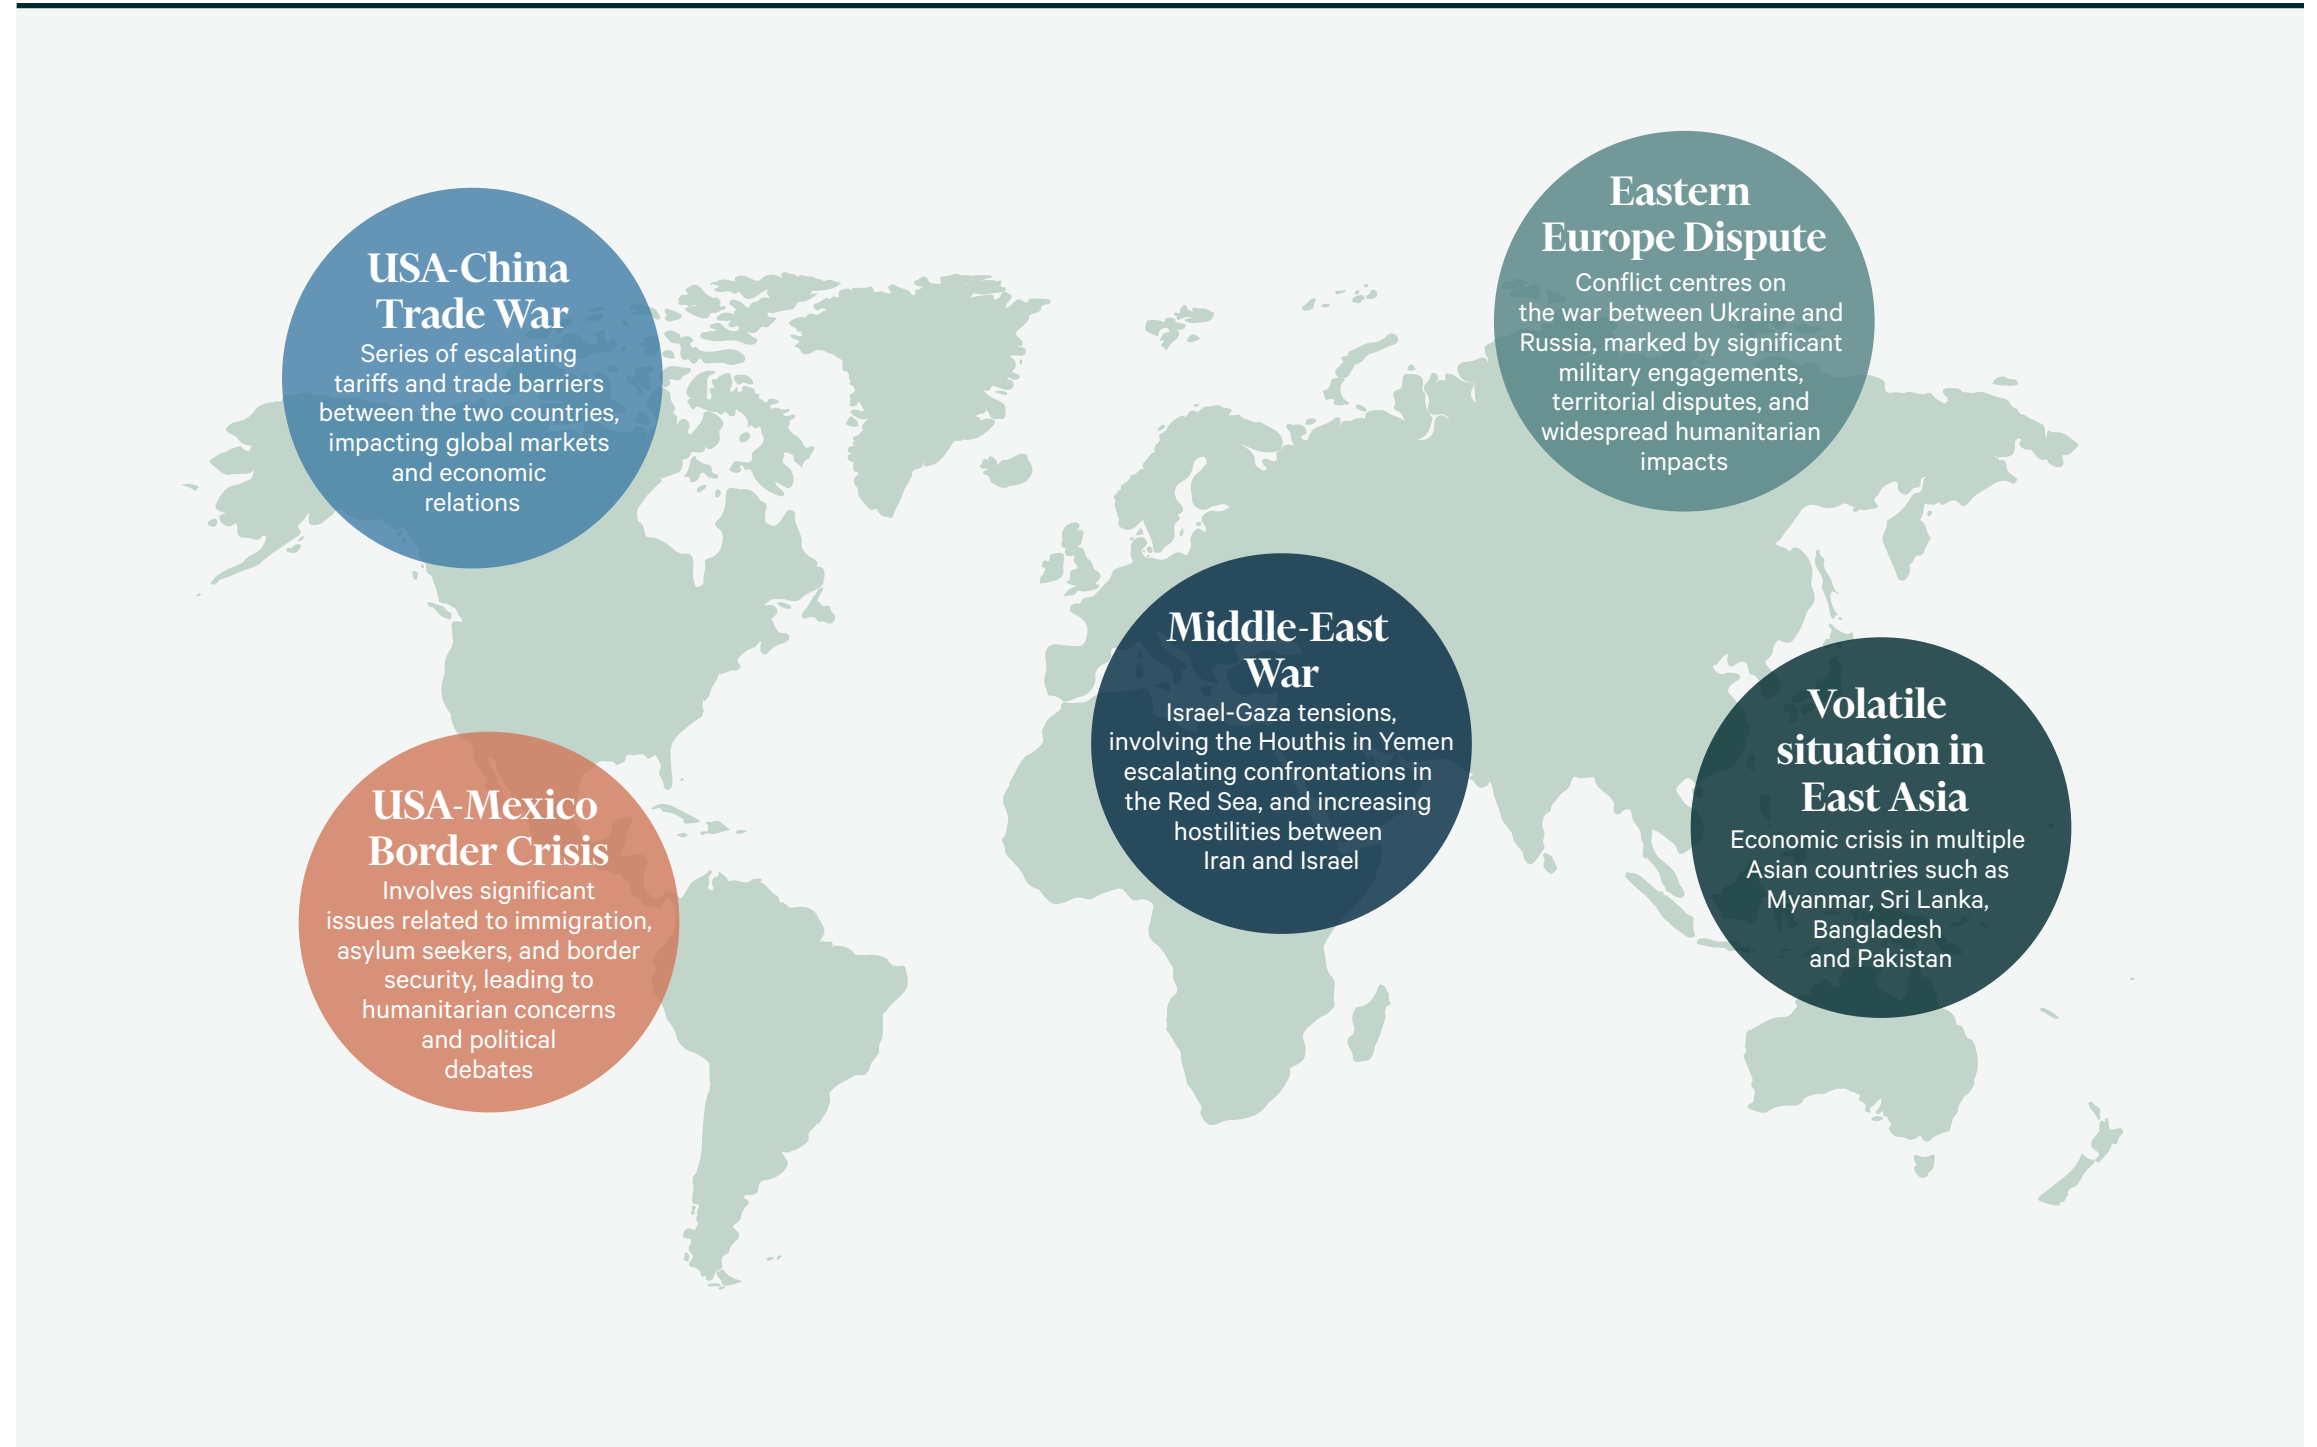 USA-China
Trade War
Series of escalating
tariffs and trade barriers
between the two countries,
impacting global markets
and economic
relations
Eastern
Europe Dispute
Conflict centres on
the war between Ukraine and
Russia, marked by significant
military engagements,
territorial disputes, and
widespread humanitarian
impacts
Middle-East
War
Israel-Gaza tensions,
involving the Houthis in Yemen
escalating confrontations in
the Red Sea, and increasing
hostilities between
Iran and Israel
Volatile
situation in
East Asia
Economic crisis in multiple
Asian countries such as
Myanmar, Sri Lanka,
Bangladesh
and Pakistan
USA-Mexico
Border Crisis
Involves significant
issues related to immigration,
asylum seekers, and border
security, leading to
humanitarian concerns
and political
debates